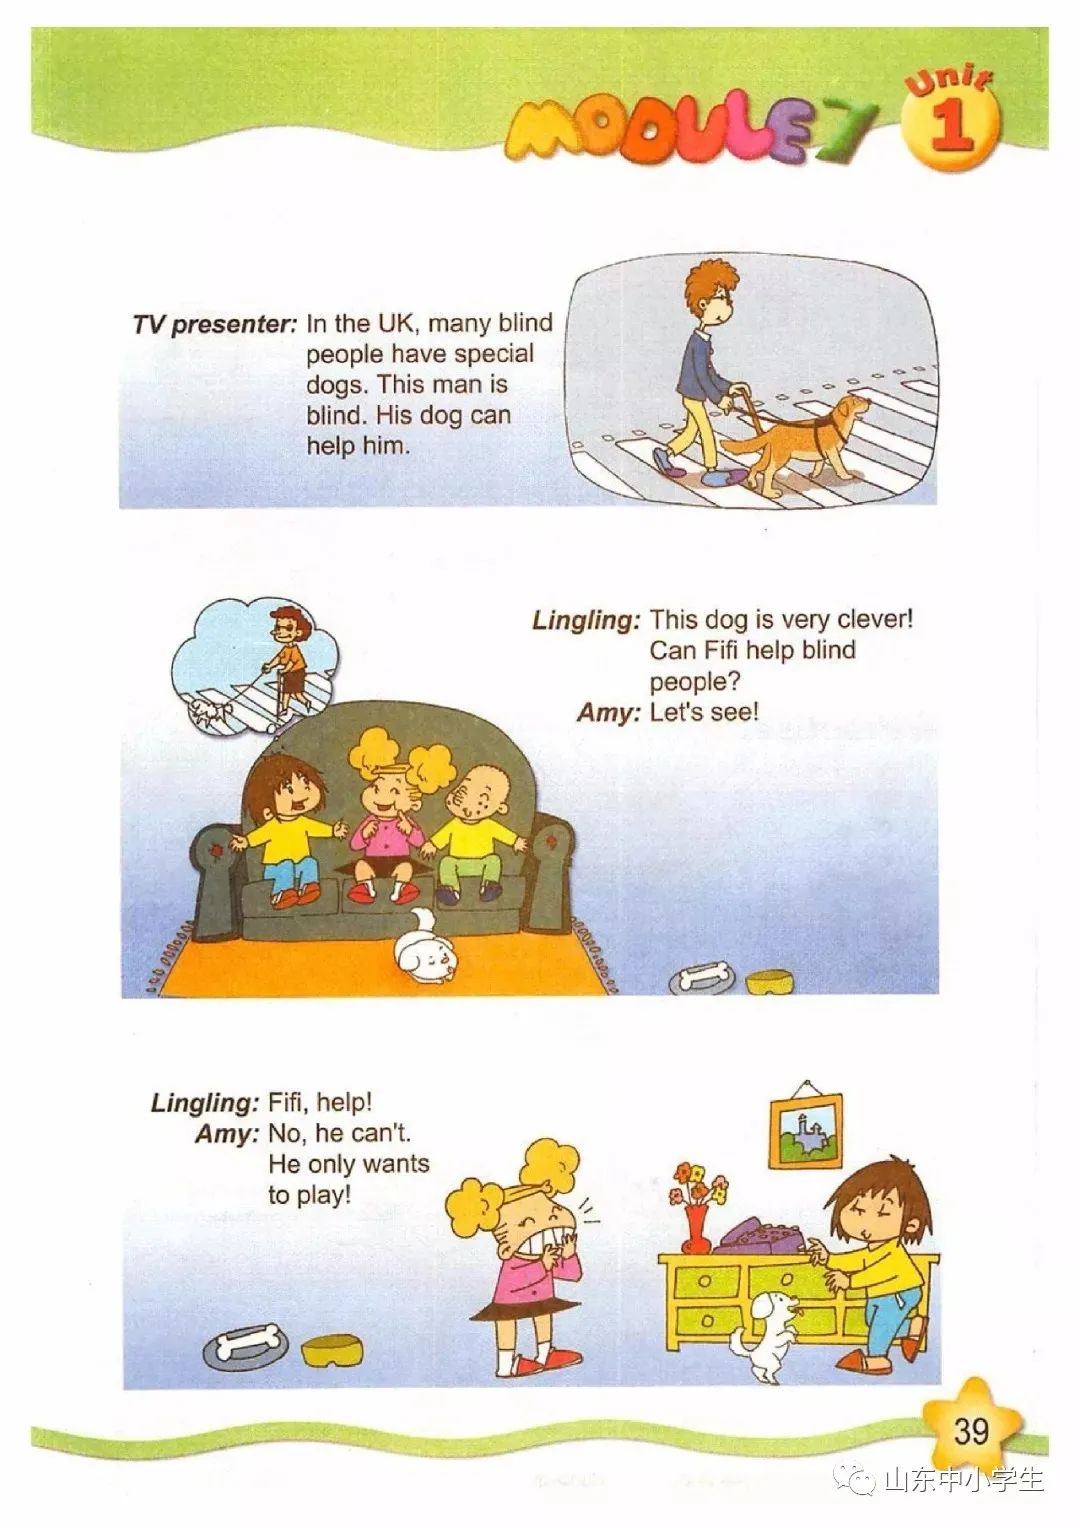 MODULE 7 Unit 1
TV presenter: In the UK, many blind
people have special
dogs. This man is
blind. His dog can
help him.
Lingling: This dog is very clever!
Can Fifi help blind
people?
Amy: Let's see!
Lingling: Fifi, help!
Amy: No, he can't.
He only wants
to play!
39
山东中小学生